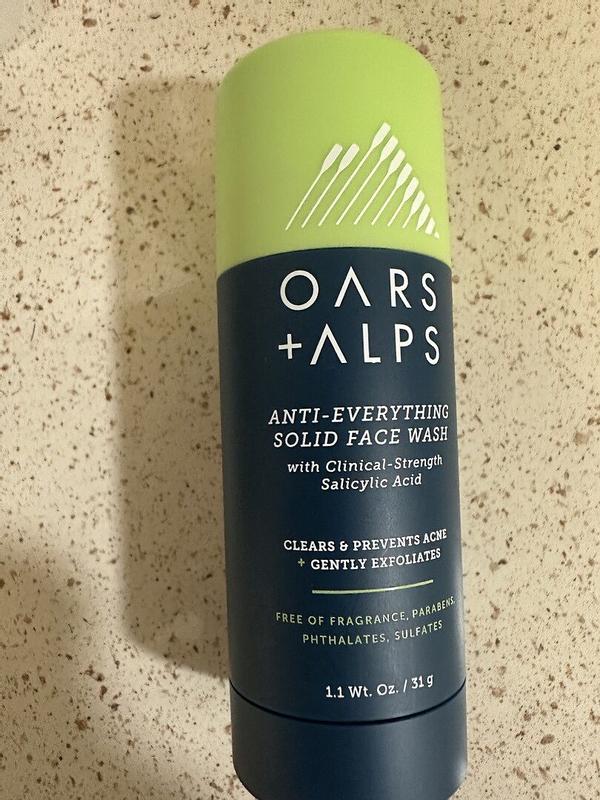 OARS
+ALPS
ANTI-EVERYTHING
SOLID FACE WASH
with Clinical-Strength
Salicylic Acid
CLEARS & PREVENTS ACNE
+ GENTLY EXFOLIATES
FREE OF FRAGRANCE, PARABENS,
PHTHALATES, SULFATES
1.1 Wt. Oz. / 31 g